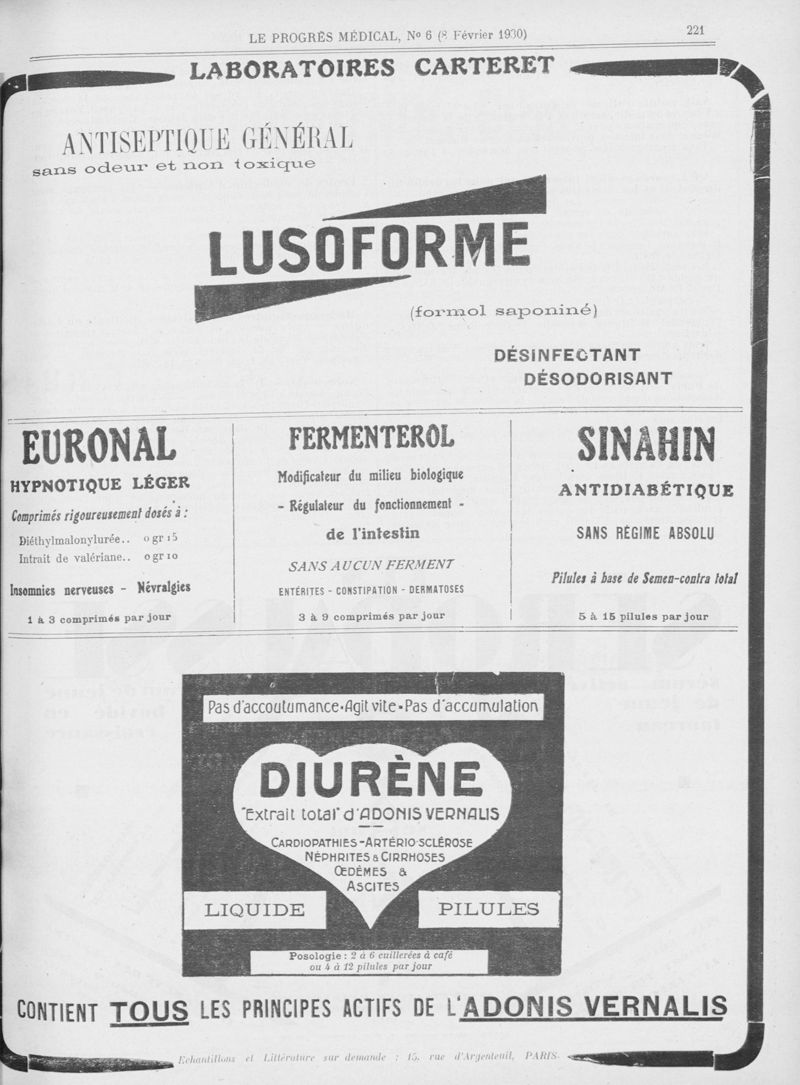 LE PROGRÈS MÉDICAL, No 6 (8 Février 1930)
221
LABORATOIRES CARTERET
ANTISEPTIQUE GÉNÉRAL
sans odeur et non toxique
LUSOFORME
(formol saponiné)
DÉSINFECTANT
DÉSODORISANT
EURONAL
HYPNOTIQUE LÉGER
Comprimés rigoureusement dosés à :
Diéthylmalonylurée.. 0 gr 15
Intrait de valériane.. 0 gr 10
Insomnies nerveuses - Névralgies
1 à 3 comprimés par jour
FERMENTEROL
Modificateur du milieu biologique
- Régulateur du fonctionnement -
de l'intestin
SANS AUCUN FERMENT
ENTÉRITES - CONSTIPATION - DERMATOSES
3 à 9 comprimés par jour
SINAHIN
ANTIDIABÉTIQUE
SANS RÉGIME ABSOLU
Pilules à base de Semen-contra total
5 à 15 pilules par jour
Pas d'accoutumance•Agit vite•Pas d'accumulation
DIURÈNE
"Extrait total" d'ADONIS VERNALIS
CARDIOPATHIES-ARTÉRIO SCLÉROSE
NÉPHRITES & CIRRHOSES
ŒDÈMES &
ASCITES
LIQUIDE
PILULES
Posologie : 2 à 6 cuillerées à café
ou 4 à 12 pilules par jour
CONTIENT TOUS LES PRINCIPES ACTIFS DE L'ADONIS VERNALIS
Echantillons et Littérature sur demande : 15, rue d'Argenteuil, PARIS